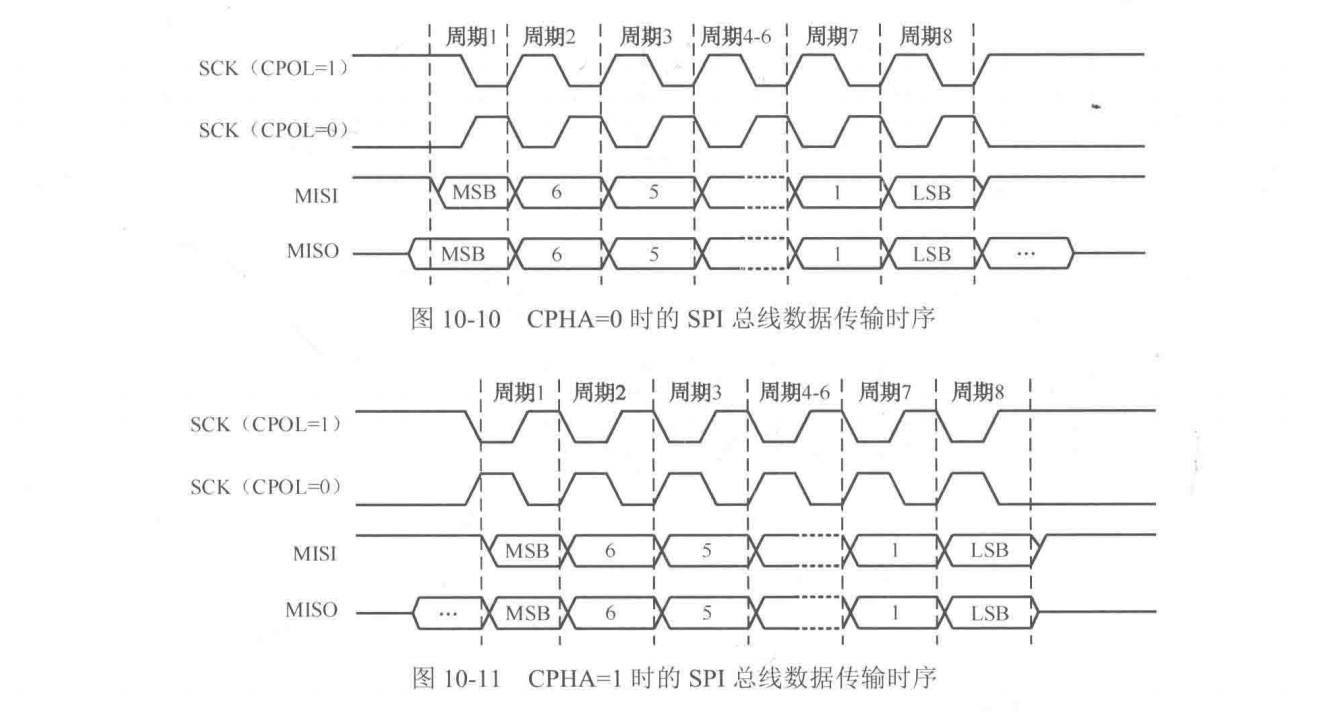 周期1 周期2 周期3 周期4-6 周期7 周期8
SCK（CPOL=1）
SCK（CPOL=0）
MISI MSB 6 5 1 LSB
MISO MSB 6 5 1 LSB ···
图 10-10 CPHA=0 时的 SPI 总线数据传输时序
周期1 周期2 周期3 周期4-6 周期7 周期8
SCK（CPOL=1）
SCK（CPOL=0）
MISI MSB 6 5 1 LSB
MISO ··· MSB 6 5 1 LSB
图 10-11 CPHA=1 时的 SPI 总线数据传输时序